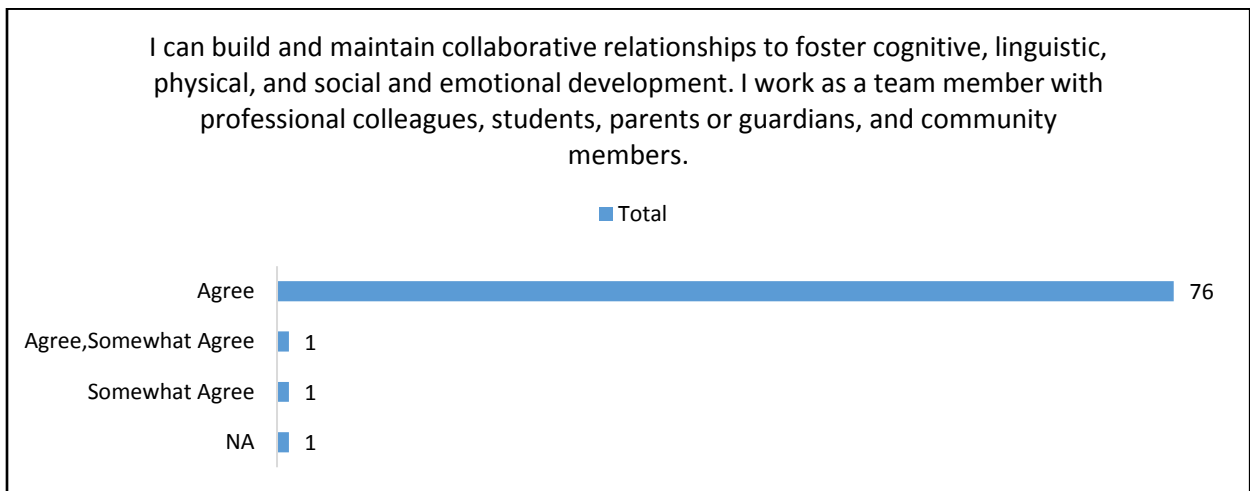 I can build and maintain collaborative relationships to foster cognitive, linguistic,
physical, and social and emotional development. I work as a team member with
professional colleagues, students, parents or guardians, and community
members.
Total
Agree 76
Agree,Somewhat Agree 1
Somewhat Agree 1
NA 1